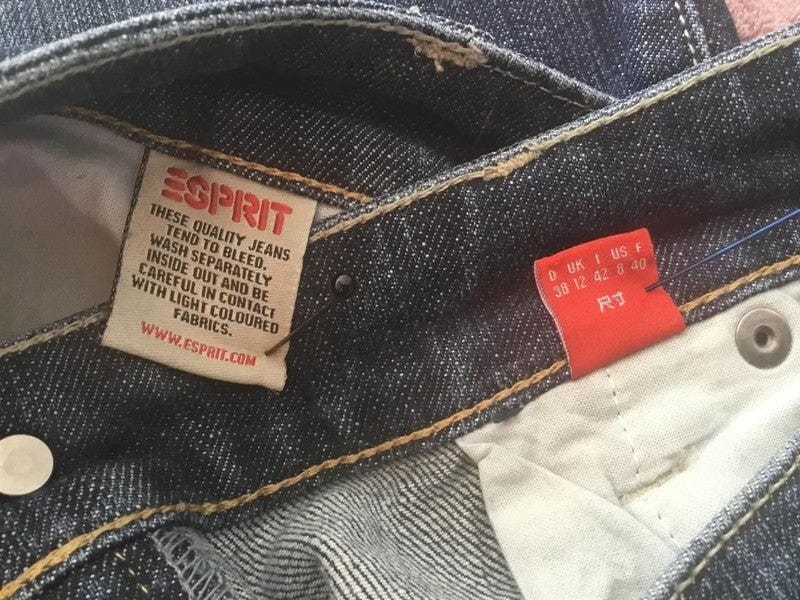 ESPRIT
THESE QUALITY JEANS
TEND TO BLEED.
WASH SEPARATELY
INSIDE OUT AND BE
CAREFUL IN CONTACT
WITH LIGHT COLOURED
FABRICS.
WWW.ESPRIT.COM
D UK I US F
38 12 42 8 40
RJ